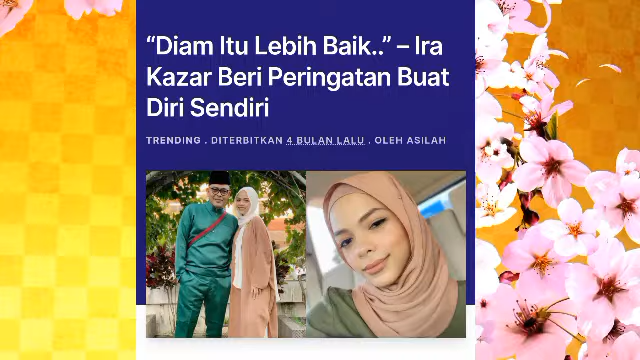 “Diam Itu Lebih Baik..” – Ira
Kazar Beri Peringatan Buat
Diri Sendiri
TRENDING . DITERBITKAN 4 BULAN LALU . OLEH ASILAH